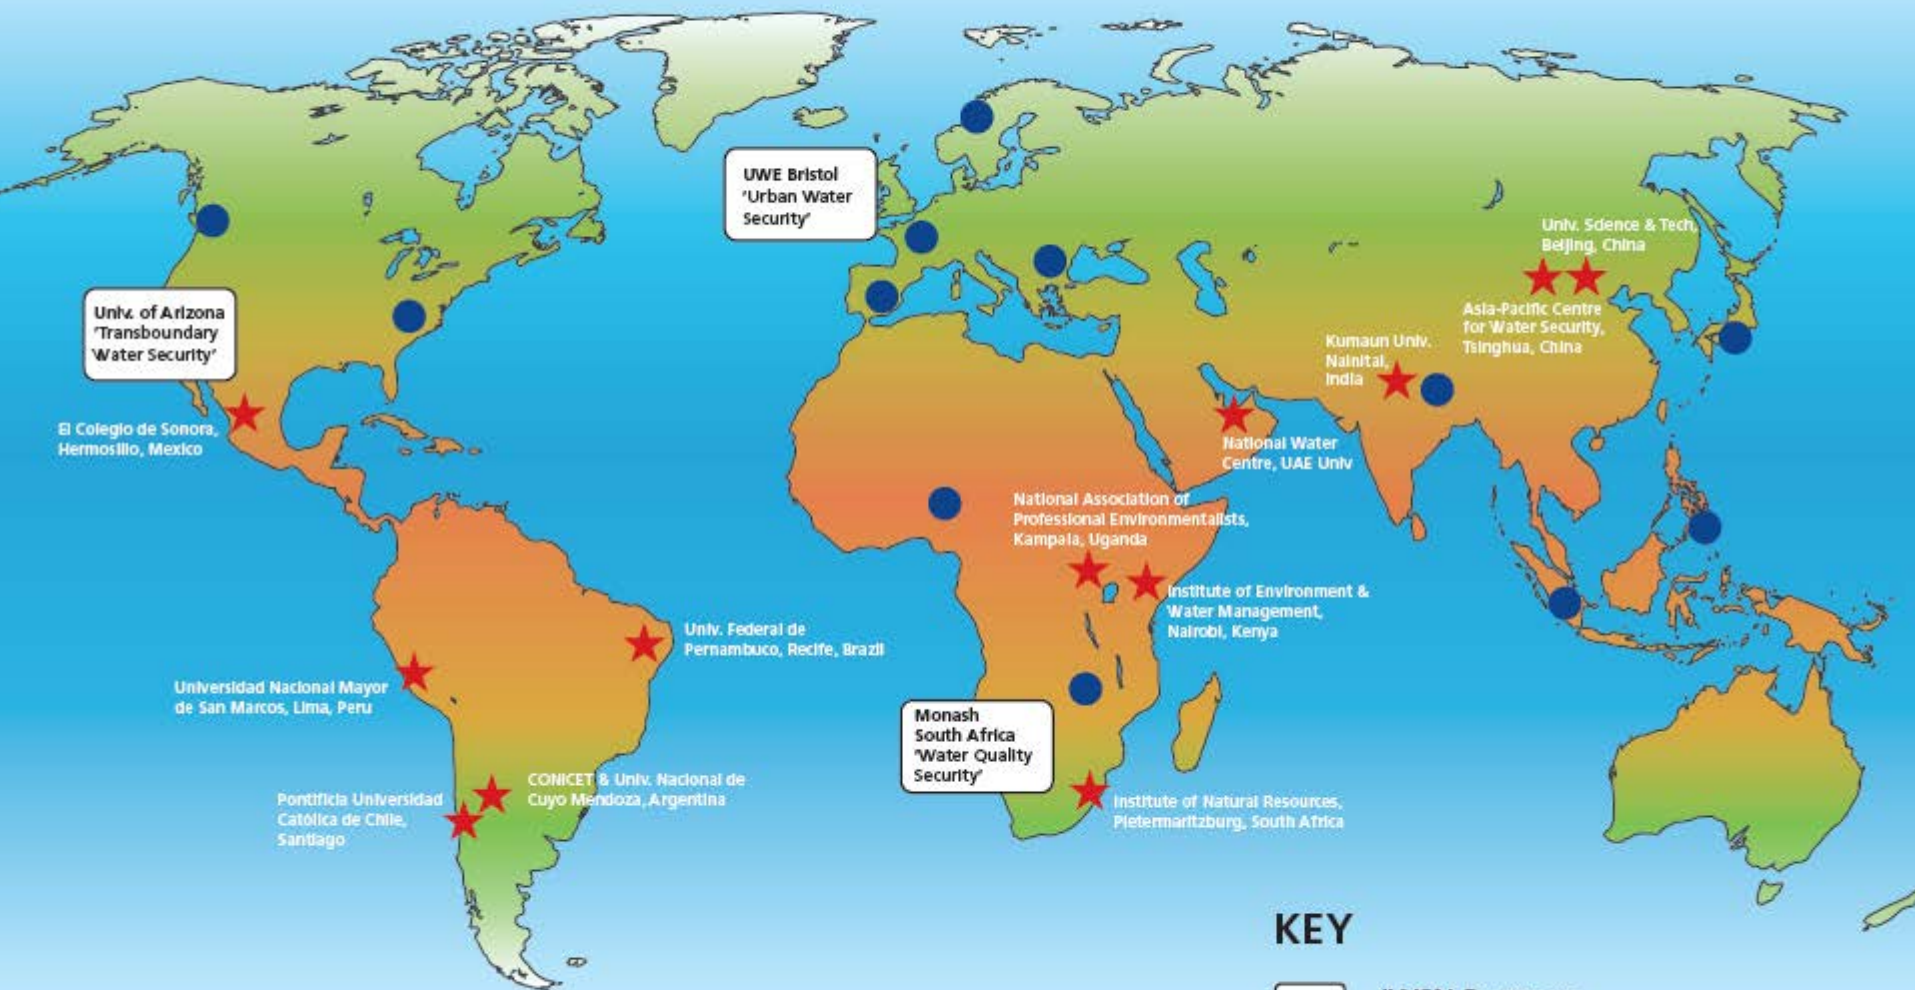 UWE Bristol
'Urban Water
Security'
Univ. Science & Tech,
Beijing, China
Univ. of Arizona
'Transboundary
Water Security'
Asia-Pacific Centre
for Water Security,
Tsinghua, China
Kumaun Univ.
Nainital,
India
El Colegio de Sonora,
Hermosillo, Mexico
National Water
Centre, UAE Univ
National Association of
Professional Environmentalists,
Kampala, Uganda
Institute of Environment &
Water Management,
Nairobi, Kenya
Univ. Federal de
Pernambuco, Recife, Brazil
Universidad Nacional Mayor
de San Marcos, Lima, Peru
Monash
South Africa
'Water Quality
Security'
CONICET & Univ. Nacional de
Cuyo Mendoza, Argentina
Pontificia Universidad
Católica de Chile,
Santiago
Institute of Natural Resources,
Pietermaritzburg, South Africa
KEY